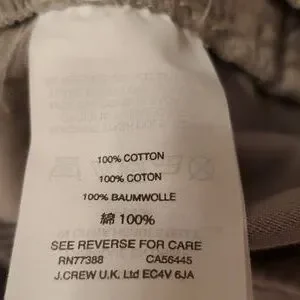 100% COTTON
100% COTON
100% BAUMWOLLE
綿 100%
SEE REVERSE FOR CARE
RN77388 CA56445
J.CREW U.K. Ltd EC4V 6JA